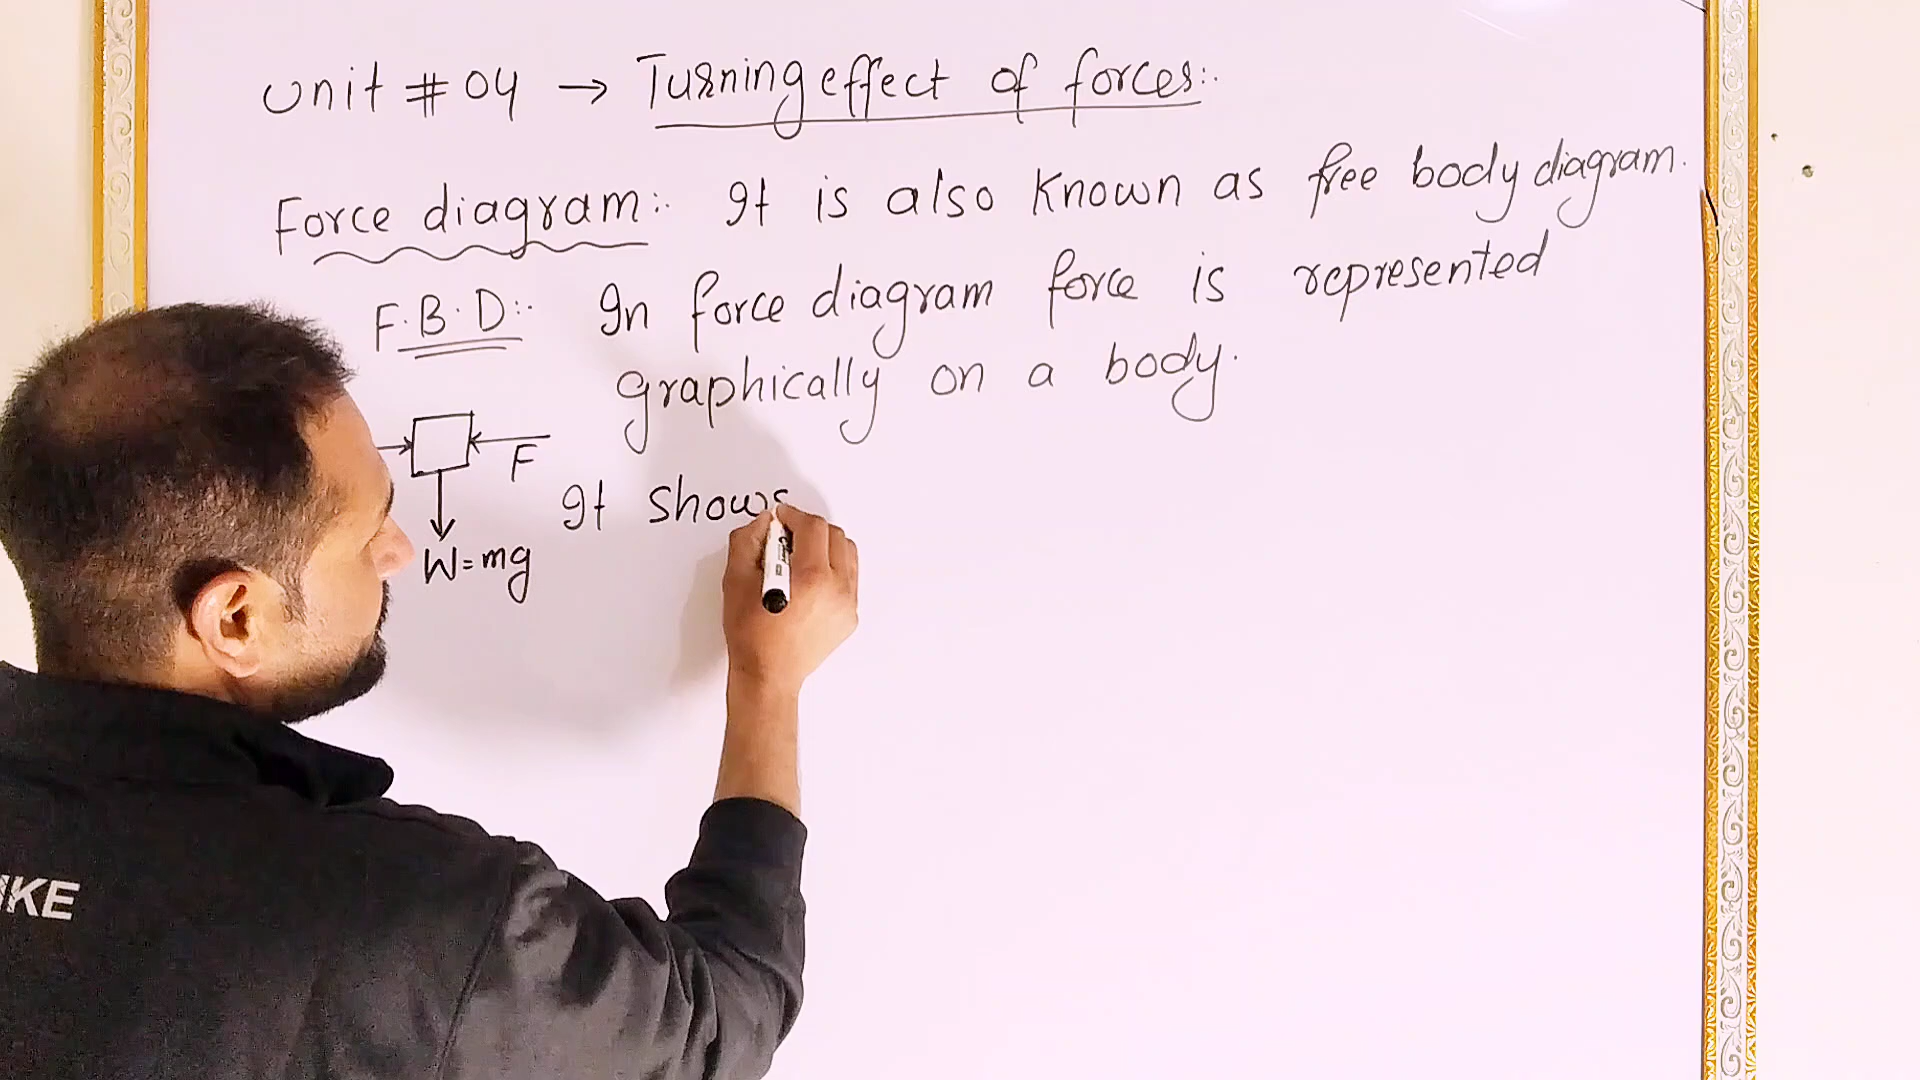 Unit # 04 → Turning effect of forces:.
Force diagram:. It is also known as free body diagram.
F.B.D:. In force diagram force is represented
graphically on a body.
F
It shows
W=mg
IKE